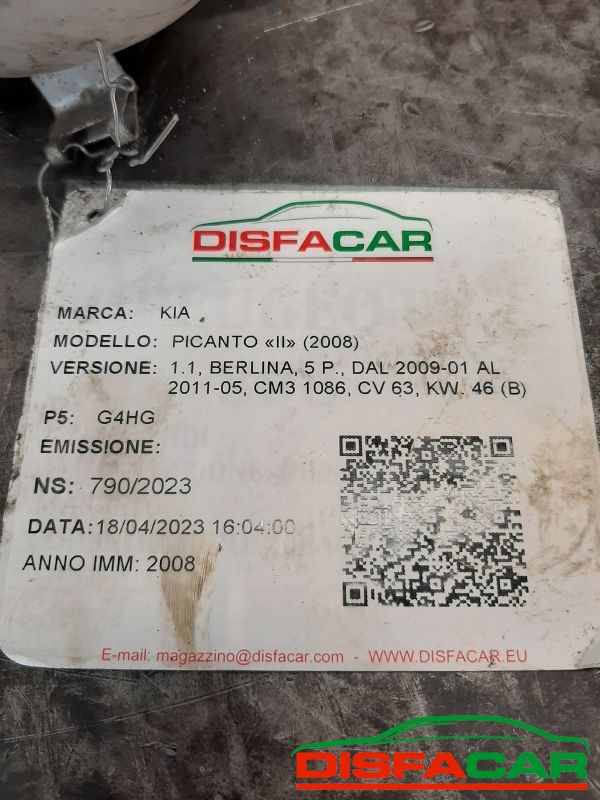 DISFACAR
MARCA: KIA
MODELLO: PICANTO «II» (2008)
VERSIONE: 1.1, BERLINA, 5 P., DAL 2009-01 AL
2011-05, CM3 1086, CV 63, KW. 46 (B)
P5: G4HG
EMISSIONE:
NS: 790/2023
DATA:18/04/2023 16:04:00
ANNO IMM: 2008
E-mail: magazzino@disfacar.com - WWW.DISFACAR.EU
DISFACAR